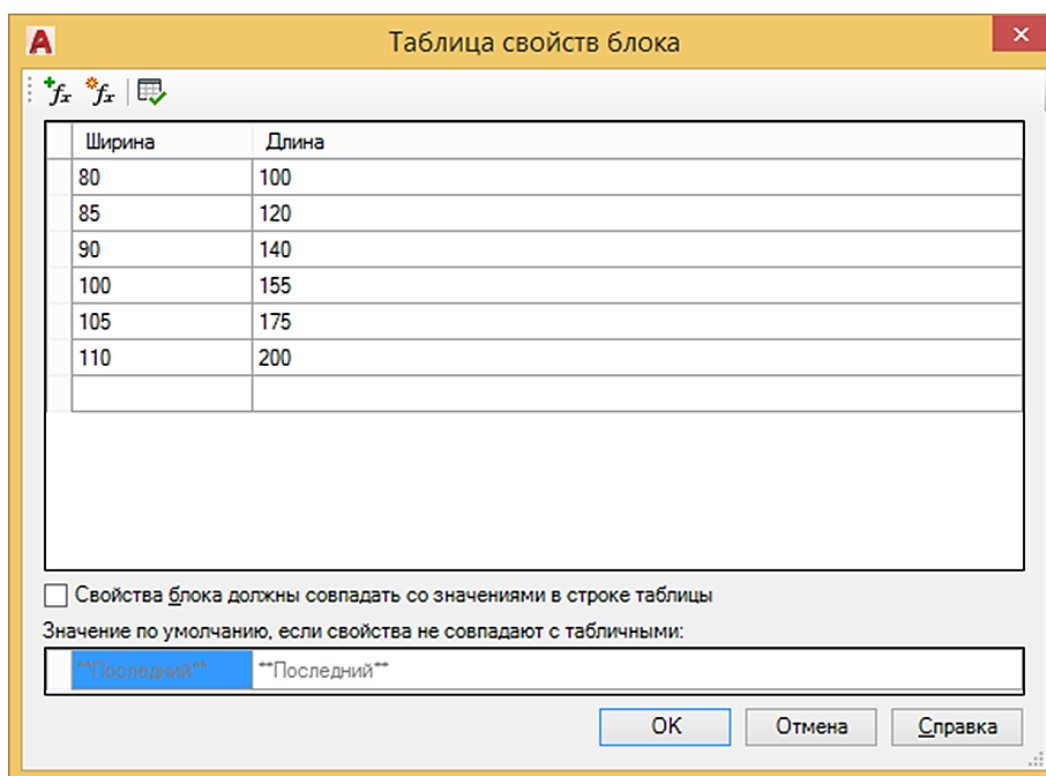 Таблица свойств блока
Ширина Длина
80 100
85 120
90 140
100 155
105 175
110 200
Свойства блока должны совпадать со значениями в строке таблицы
Значение по умолчанию, если свойства не совпадают с табличными:
**Последний** **Последний**
OK Отмена Справка